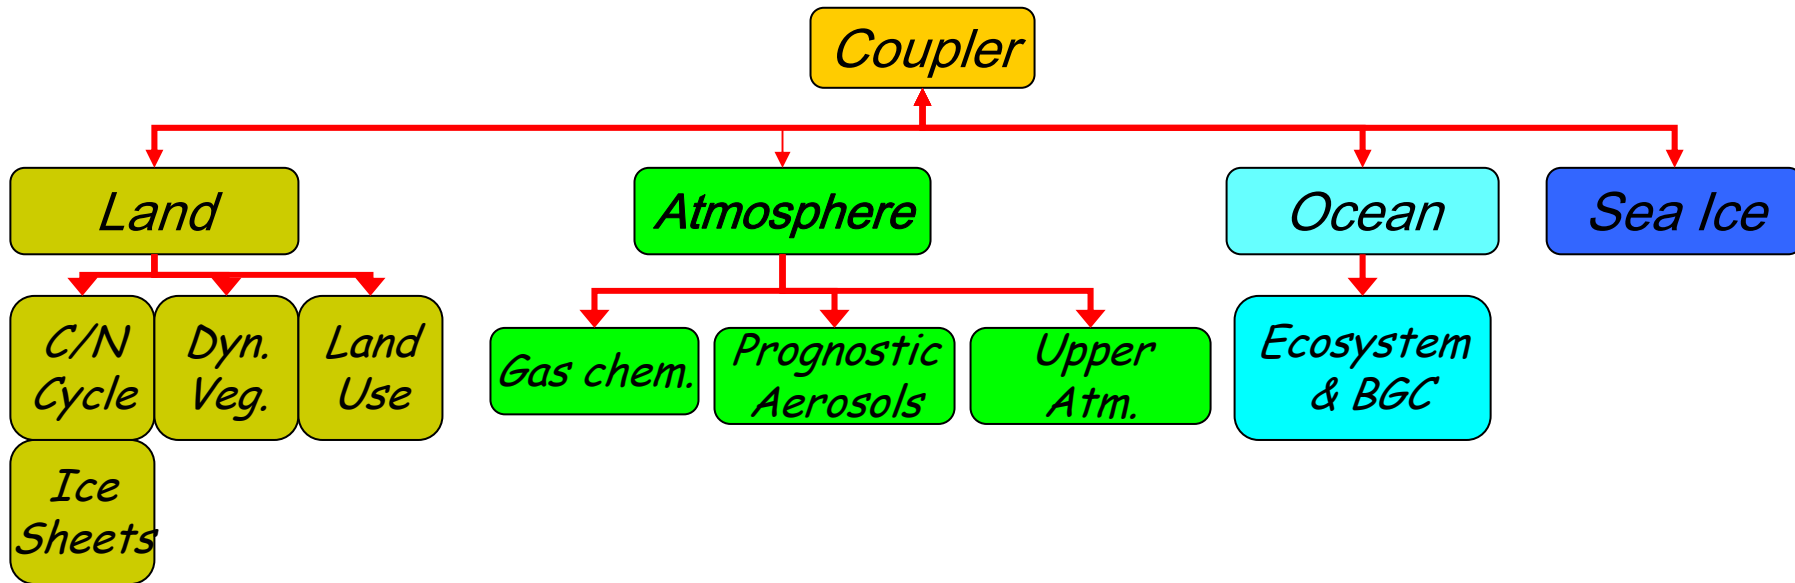 Coupler
Land
Atmosphere
Ocean
Sea Ice
C/N
Cycle
Dyn.
Veg.
Land
Use
Gas chem.
Prognostic
Aerosols
Upper
Atm.
Ecosystem
& BGC
Ice
Sheets